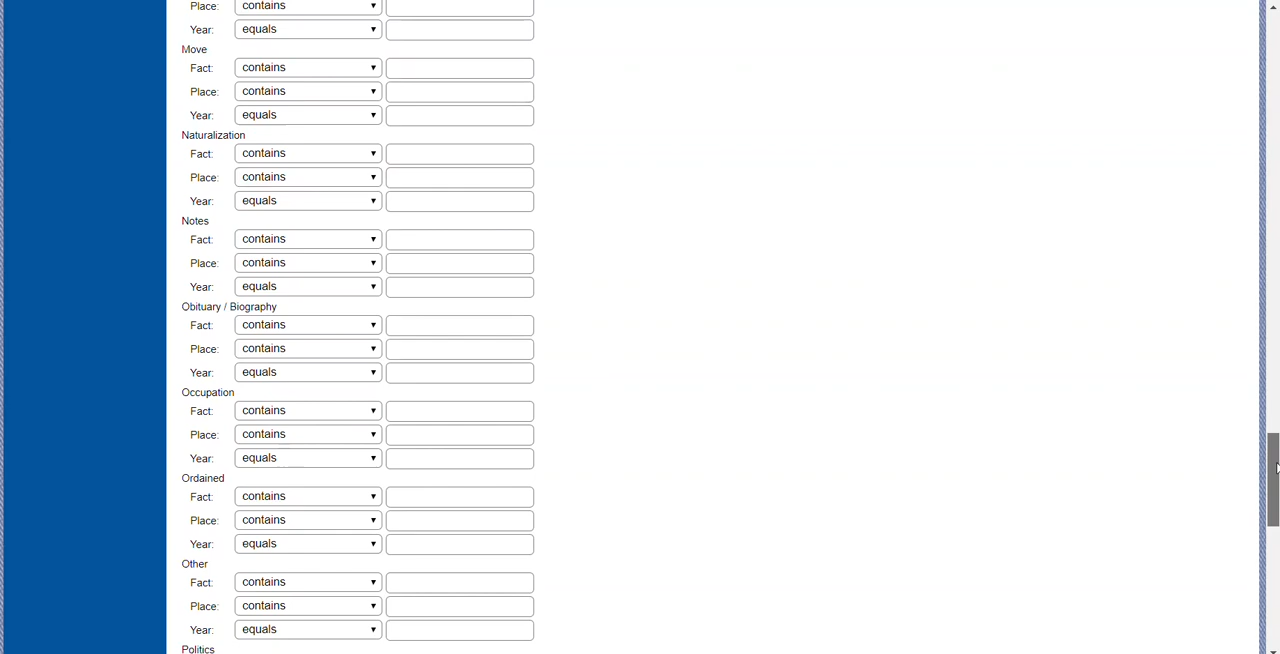 Place: contains
Year: equals
Move
Fact: contains
Place: contains
Year: equals
Naturalization
Fact: contains
Place: contains
Year: equals
Notes
Fact: contains
Place: contains
Year: equals
Obituary / Biography
Fact: contains
Place: contains
Year: equals
Occupation
Fact: contains
Place: contains
Year: equals
Ordained
Fact: contains
Place: contains
Year: equals
Other
Fact: contains
Place: contains
Year: equals
Politics